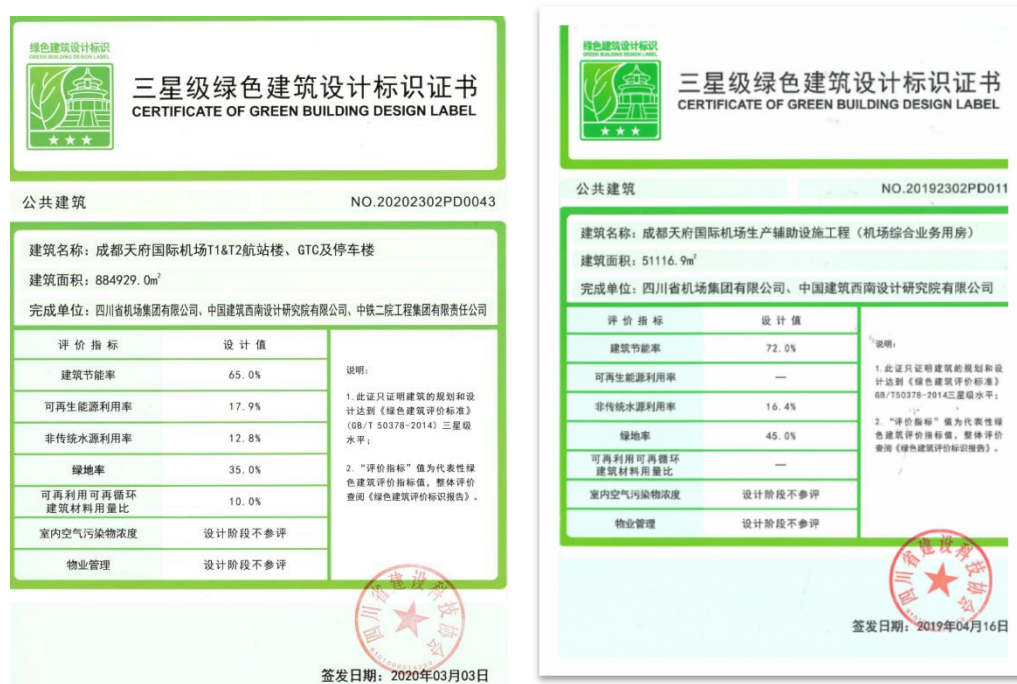 绿色建筑设计标识
GREEN BUILDING DESIGN LABEL
三星级绿色建筑设计标识证书
CERTIFICATE OF GREEN BUILDING DESIGN LABEL
公共建筑
NO.20202302PD0043
建筑名称：成都天府国际机场T1&T2航站楼、GTC及停车楼
建筑面积：884929.0m²
完成单位：四川省机场集团有限公司、中国建筑西南设计研究院有限公司、中铁二院工程集团有限责任公司
评价指标 设计值
建筑节能率 65.0%
可再生能源利用率 17.9%
非传统水源利用率 12.8%
绿地率 35.0%
可再利用可再循环
建筑材料用量比 10.0%
室内空气污染物浓度 设计阶段不参评
物业管理 设计阶段不参评
说明：
1.此证只证明建筑的规划和设
计达到《绿色建筑评价标准》
（GB/T 50378-2014）三星级
水平；
2.“评价指标”值为代表性绿
色建筑评价指标值，整体评价
查阅《绿色建筑评价标识报告》。
四川省建设科技协会
签发日期：2020年03月03日
绿色建筑设计标识
GREEN BUILDING DESIGN LABEL
三星级绿色建筑设计标识证书
CERTIFICATE OF GREEN BUILDING DESIGN LABEL
公共建筑
NO.20192302PD011
建筑名称：成都天府国际机场生产辅助设施工程（机场综合业务用房）
建筑面积：51116.9m²
完成单位：四川省机场集团有限公司、中国建筑西南设计研究院有限公司
评价指标 设计值
建筑节能率 72.0%
可再生能源利用率 —
非传统水源利用率 16.4%
绿地率 45.0%
可再利用可再循环
建筑材料用量比 —
室内空气污染物浓度 设计阶段不参评
物业管理 设计阶段不参评
说明：
1.此证只证明建筑的规划和设
计达到《绿色建筑评价标准》
GB/T50378-2014三星级水平；
2.“评价指标”值为代表性绿
色建筑评价指标值，整体评价
查阅《绿色建筑评价标识报告》。
四川省建设科技协会
签发日期：2019年04月16日